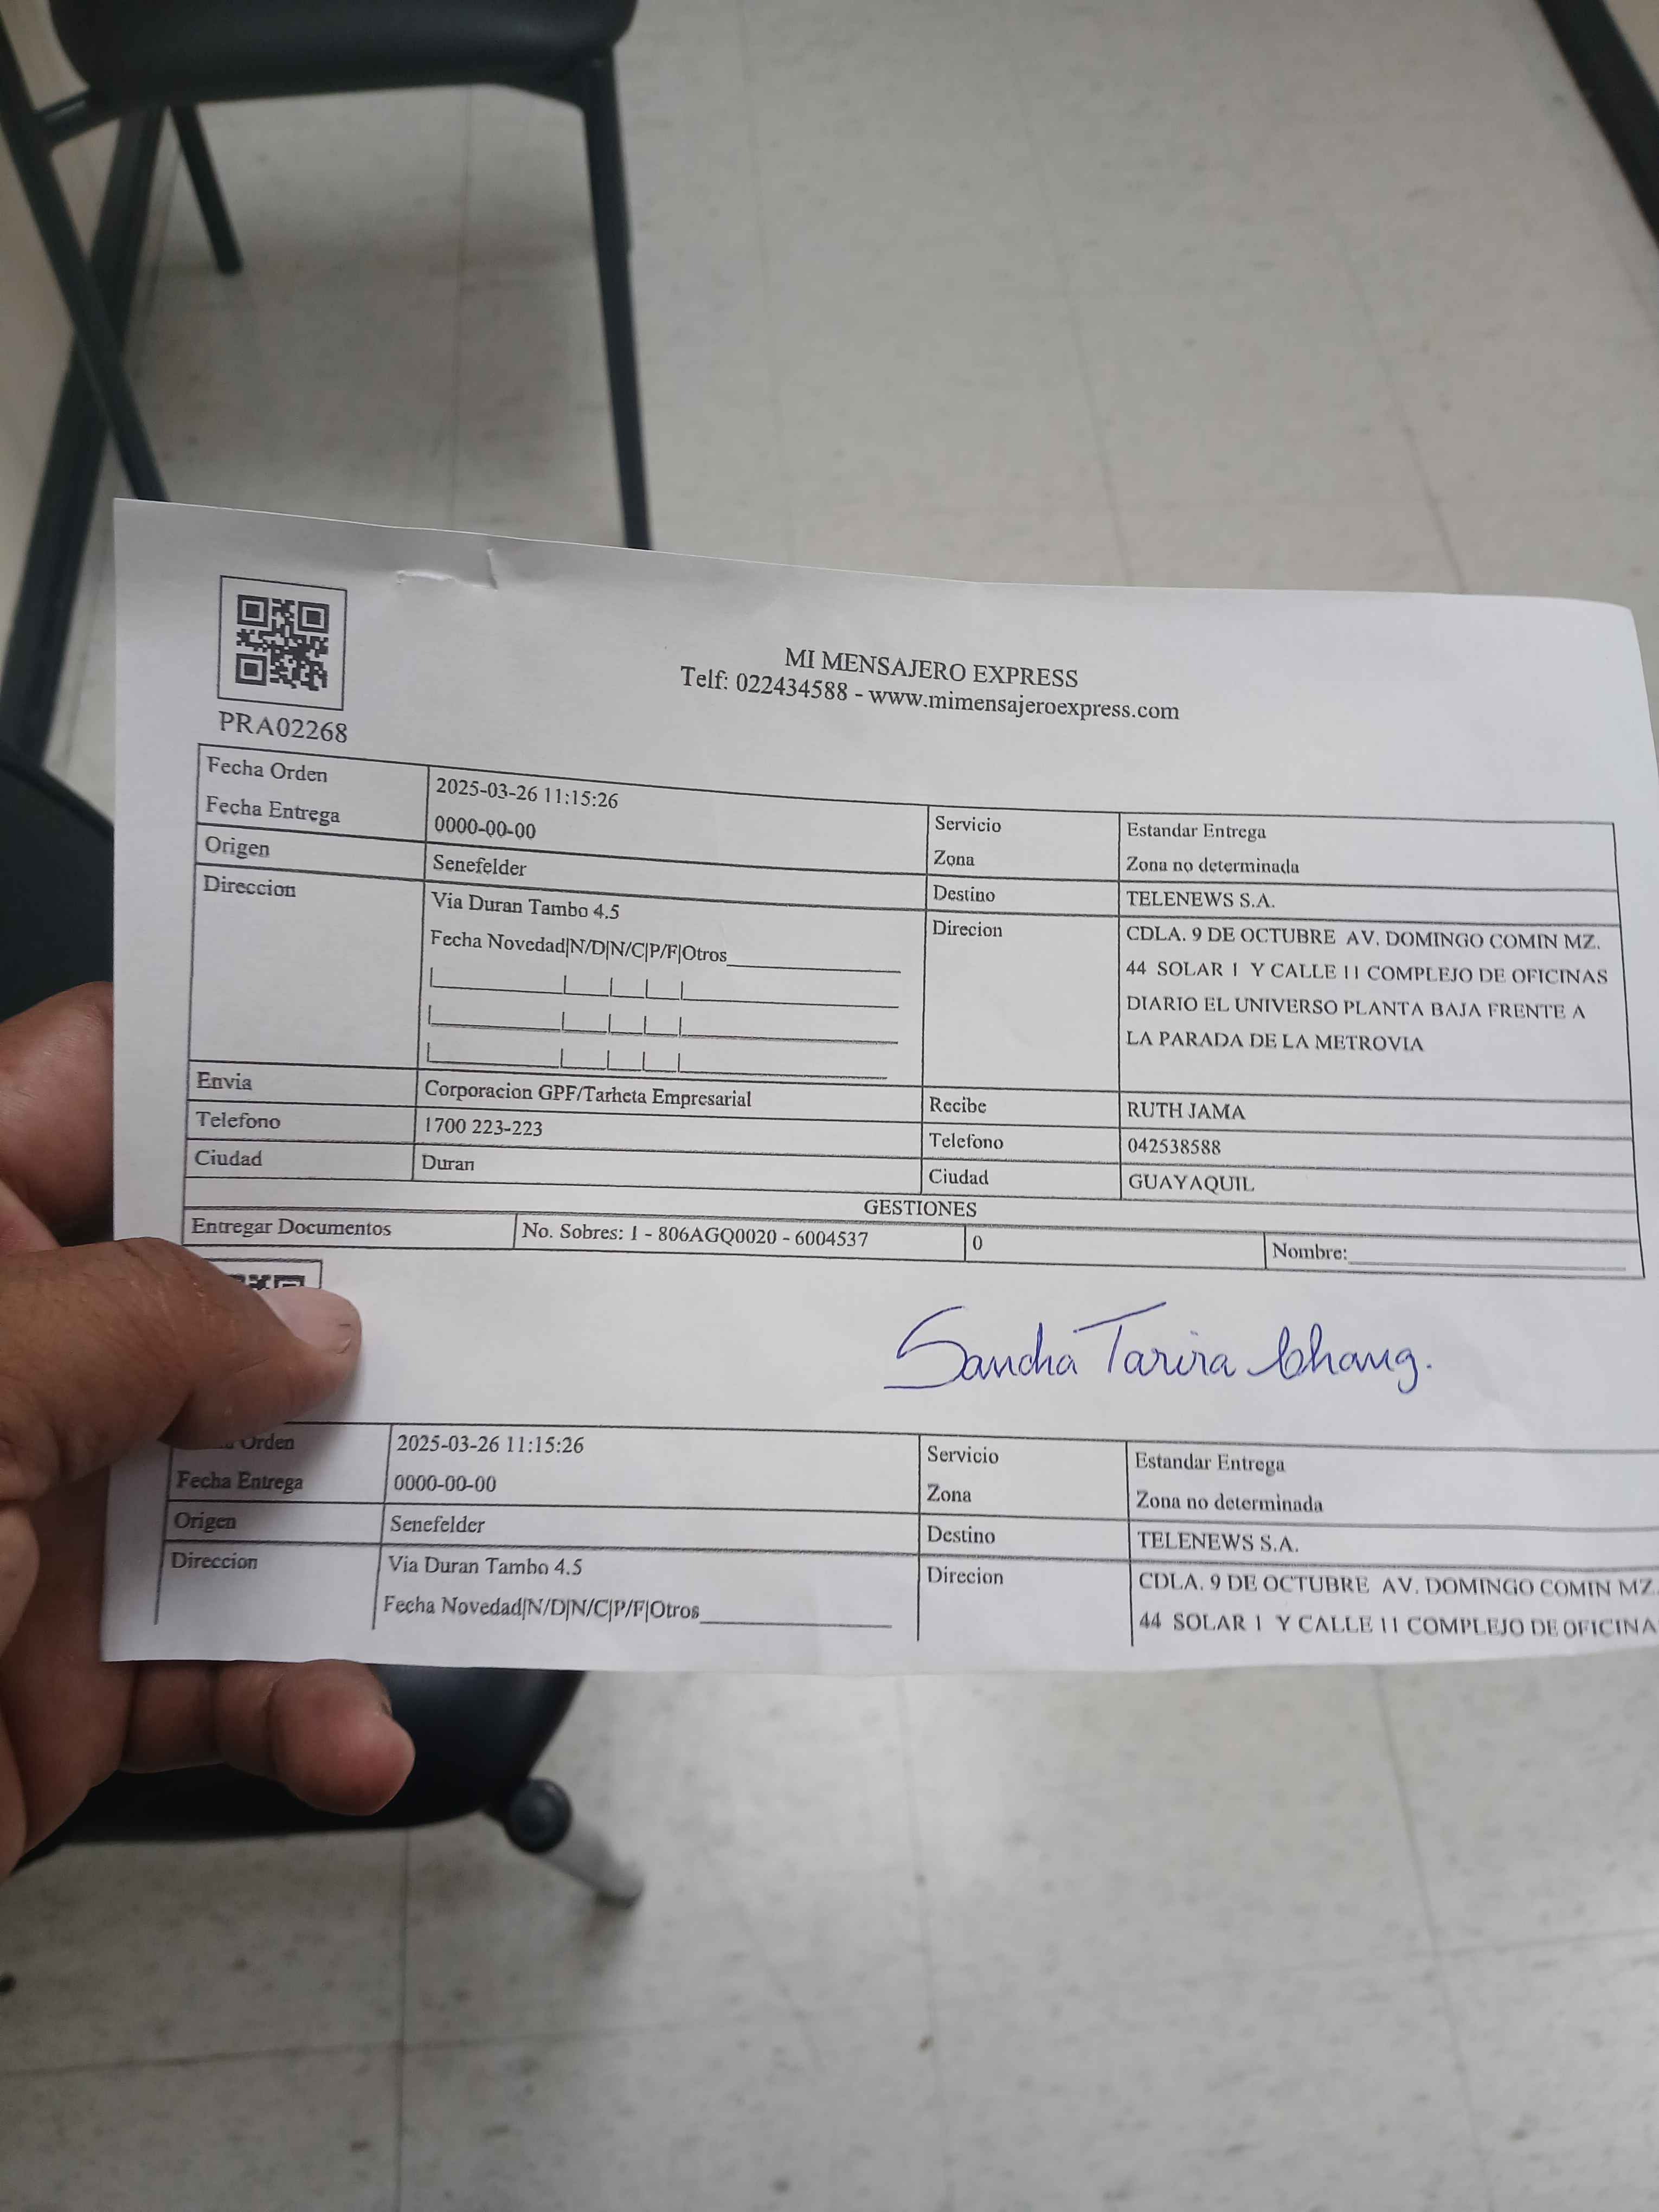 MI MENSAJERO EXPRESS
Telf: 022434588 - www.mimensajeroexpress.com
PRA02268
Fecha Orden 2025-03-26 11:15:26 Servicio Estandar Entrega
Fecha Entrega 0000-00-00 Zona Zona no determinada
Origen Senefelder Destino TELENEWS S.A.
Direccion Via Duran Tambo 4.5 Direcion CDLA. 9 DE OCTUBRE AV. DOMINGO COMIN MZ.
Fecha Novedad|N/D|N/C|P/F|Otros 44 SOLAR 1 Y CALLE 11 COMPLEJO DE OFICINAS
DIARIO EL UNIVERSO PLANTA BAJA FRENTE A
LA PARADA DE LA METROVIA
Envia Corporacion GPF/Tarheta Empresarial Recibe RUTH JAMA
Telefono 1700 223-223 Telefono 042538588
Ciudad Duran Ciudad GUAYAQUIL
GESTIONES
Entregar Documentos No. Sobres: 1 - 806AGQ0020 - 6004537 0 Nombre:
Sandra Tarira Chang.
Orden 2025-03-26 11:15:26 Servicio Estandar Entrega
Fecha Entrega 0000-00-00 Zona Zona no determinada
Origen Senefelder Destino TELENEWS S.A.
Direccion Via Duran Tambo 4.5 Direcion CDLA. 9 DE OCTUBRE AV. DOMINGO COMIN MZ.
Fecha Novedad|N/D|N/C|P/F|Otros 44 SOLAR 1 Y CALLE 11 COMPLEJO DE OFICINA